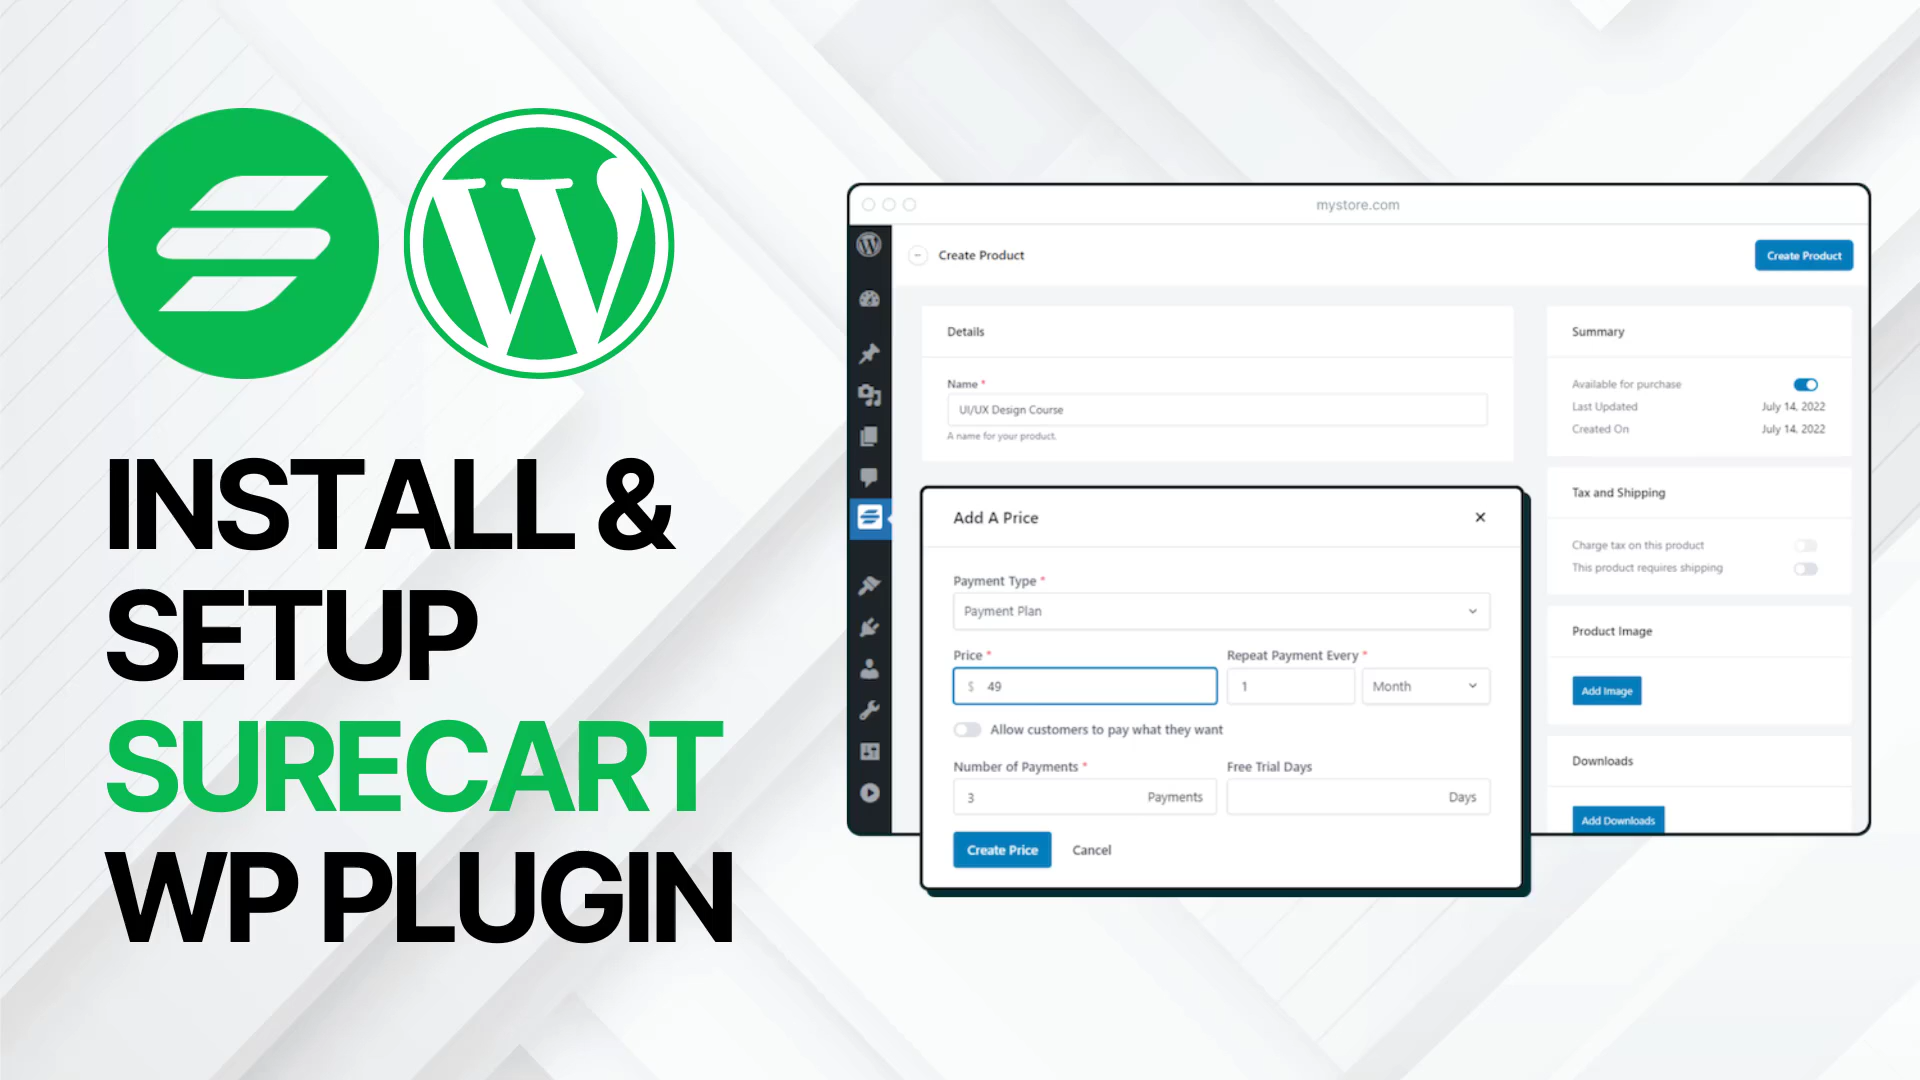 INSTALL &
SETUP
SURECART
WP PLUGIN
mystore.com
Create Product
Create Product
Details
Name *
UI/UX Design Course
A name for your product.
Summary
Available for purchase
Last Updated July 14, 2022
Created On July 14, 2022
Tax and Shipping
Charge tax on this product
This product requires shipping
Product Image
Add Image
Downloads
Add Downloads
Add A Price
Payment Type *
Payment Plan
Price * Repeat Payment Every *
$ 49 1 Month
Allow customers to pay what they want
Number of Payments * Free Trial Days
3 Payments Days
Create Price Cancel